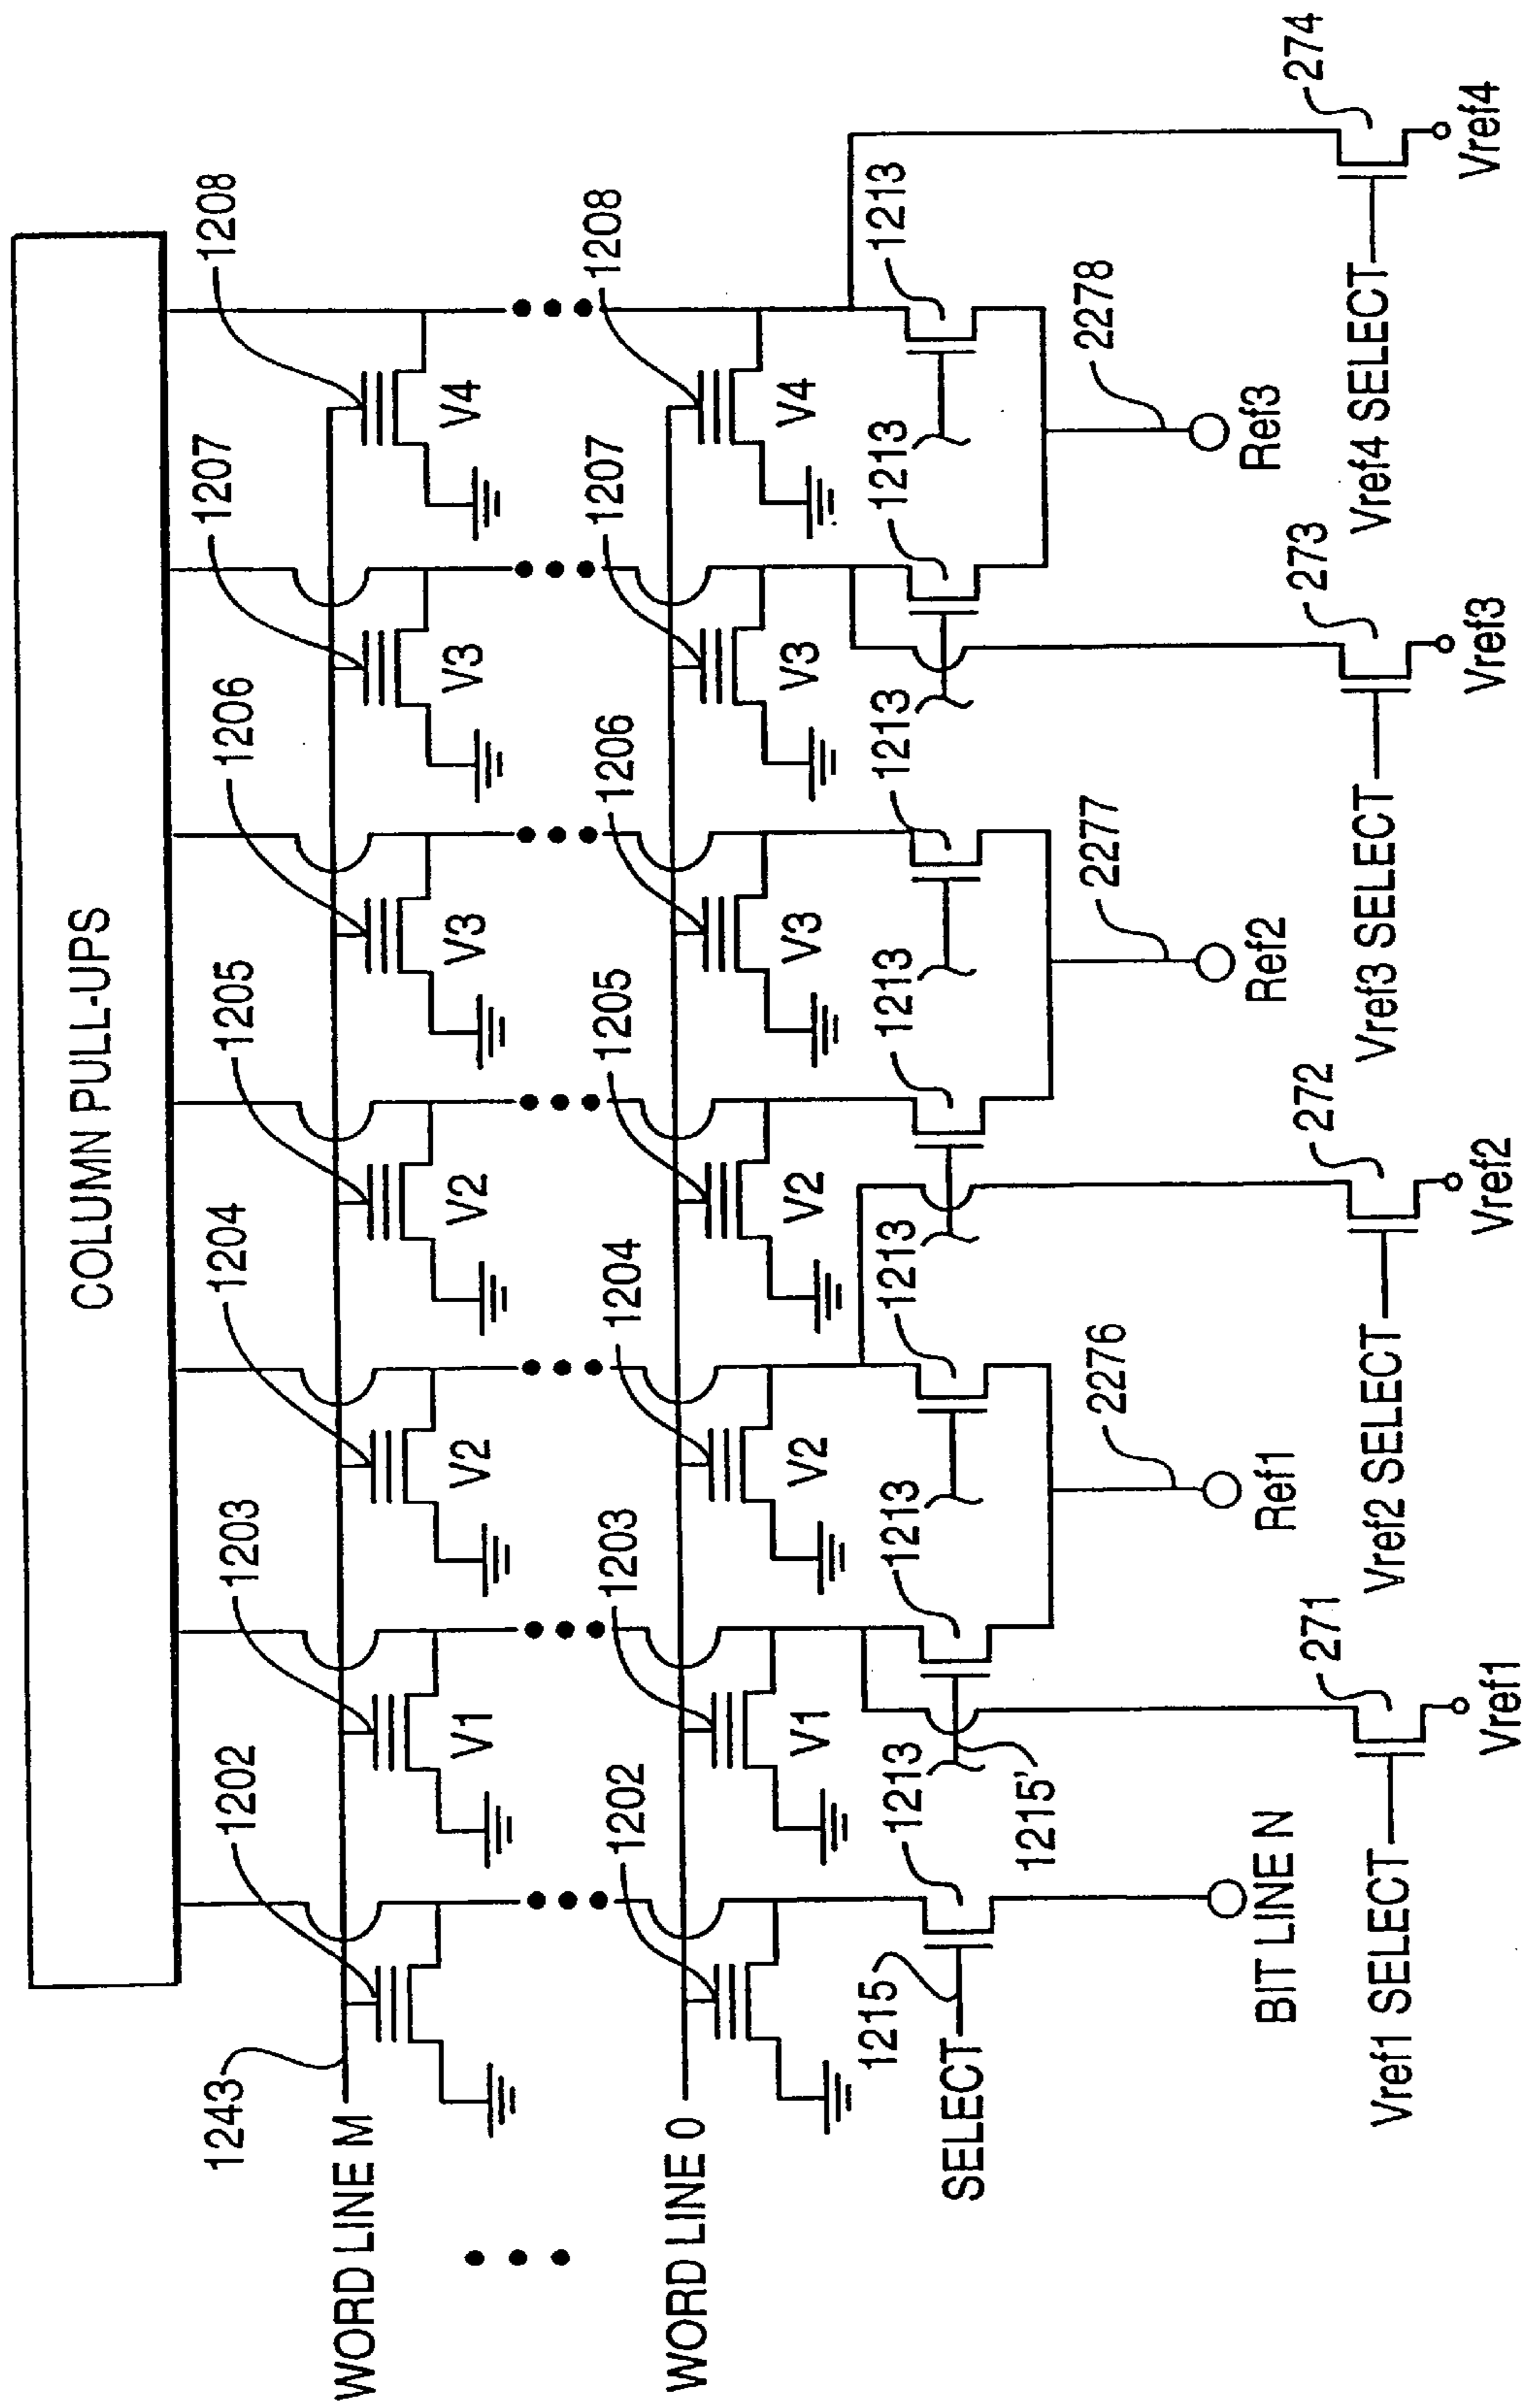 COLUMN PULL-UPS
1243
1202
1203
1204
1205
1206
1207
1208
WORD LINE M
V1
V2
V2
V3
V3
V4
1202
1203
1204
1205
1206
1207
1208
WORD LINE 0
V1
V2
V2
V3
V3
V4
1215
1213
1213
1213
1213
1213
1213
1213
SELECT
1215'
2276
2277
2278
BIT LINE N
Ref1
Ref2
Ref3
271
272
273
274
Vref1 SELECT
Vref2 SELECT
Vref3 SELECT
Vref4 SELECT
Vref1
Vref2
Vref3
Vref4